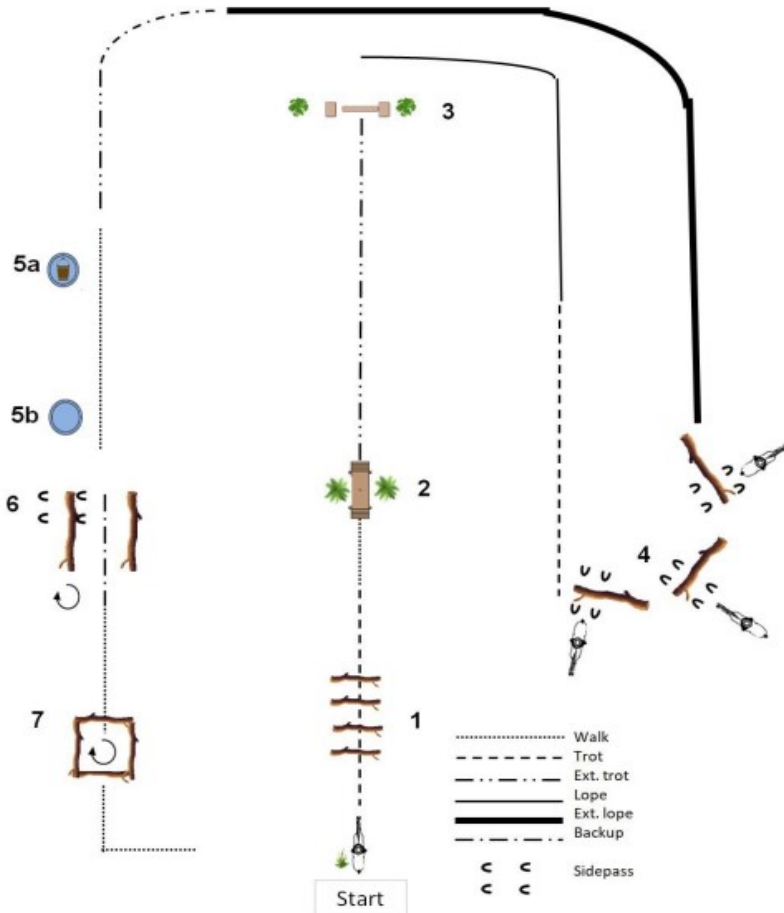 3
5a
5b
2
6
4
7
1
Walk
Trot
Ext. trot
Lope
Ext. lope
Backup
Sidepass
Start